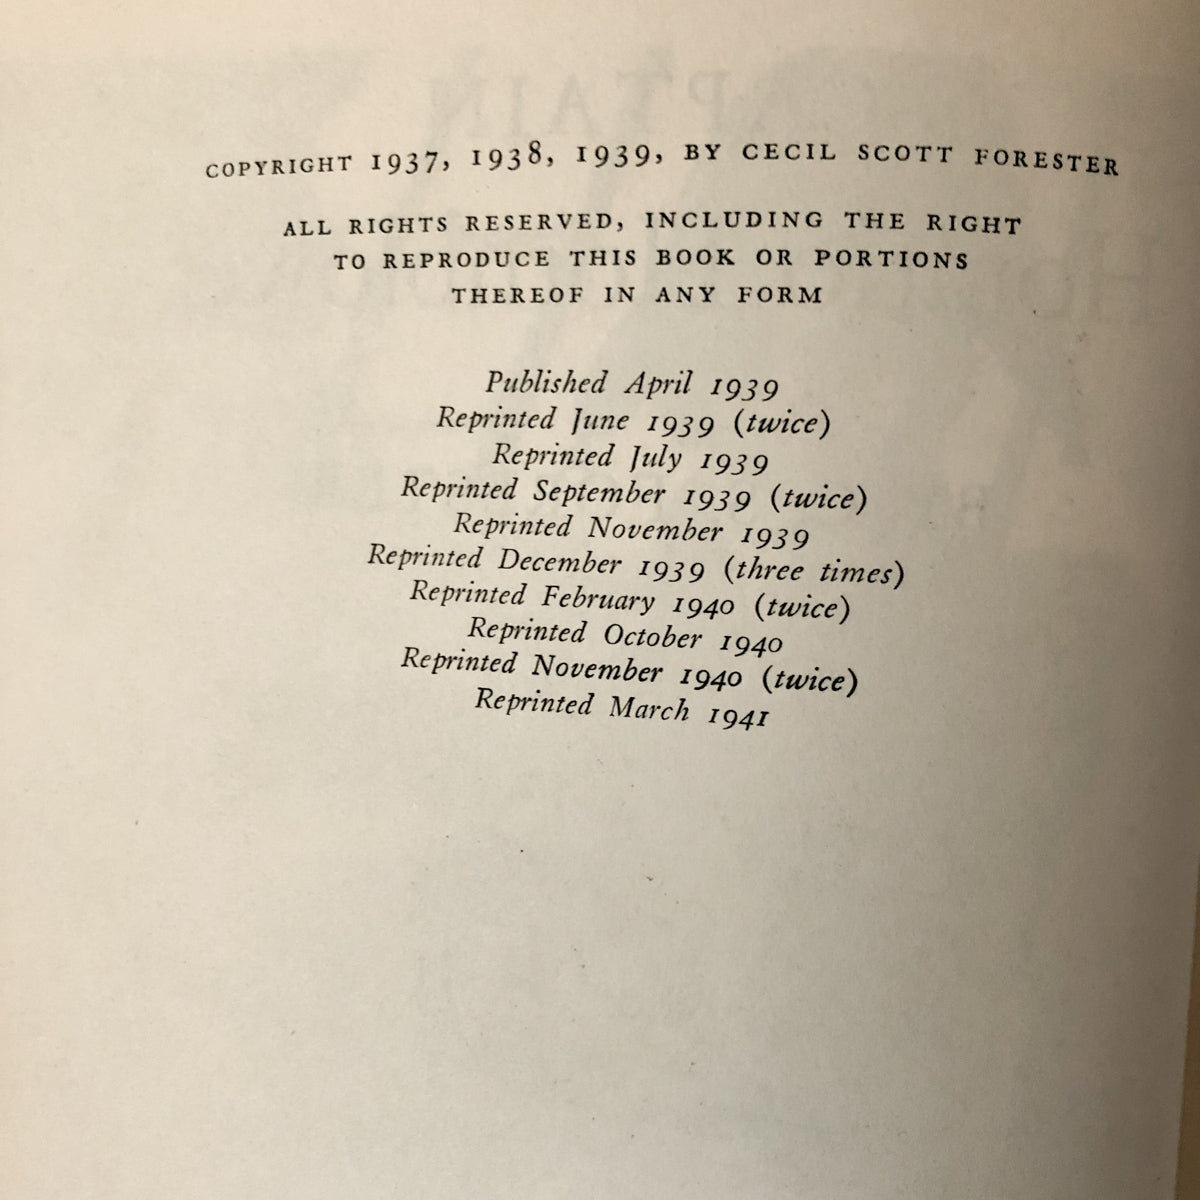 COPYRIGHT 1937, 1938, 1939, BY CECIL SCOTT FORESTER
ALL RIGHTS RESERVED, INCLUDING THE RIGHT
TO REPRODUCE THIS BOOK OR PORTIONS
THEREOF IN ANY FORM
Published April 1939
Reprinted June 1939 (twice)
Reprinted July 1939
Reprinted September 1939 (twice)
Reprinted November 1939
Reprinted December 1939 (three times)
Reprinted February 1940 (twice)
Reprinted October 1940
Reprinted November 1940 (twice)
Reprinted March 1941